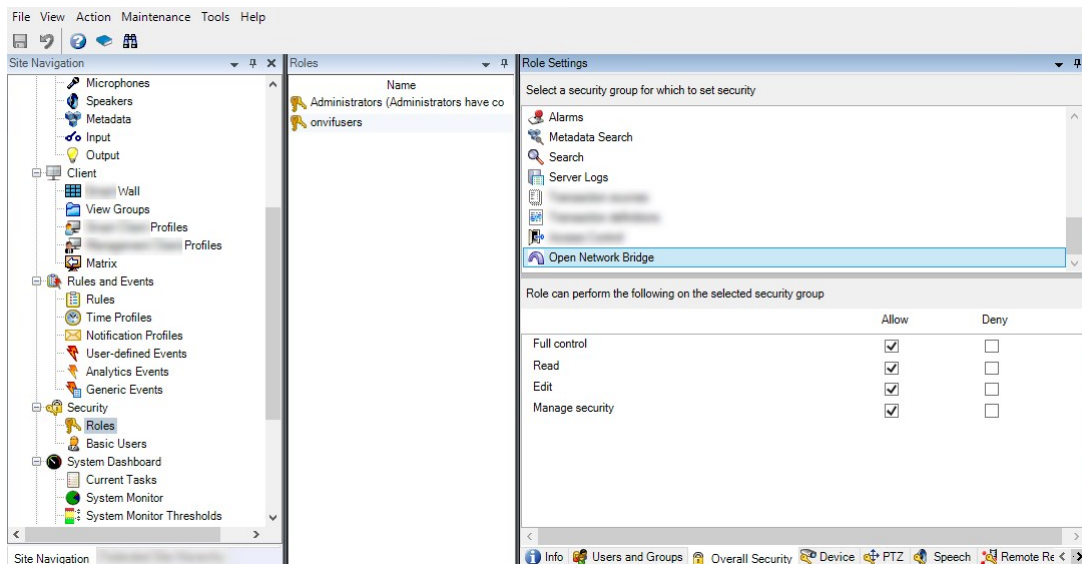 File View Action Maintenance Tools Help
Site Navigation
Microphones
Speakers
Metadata
Input
Output
Client
Wall
View Groups
Profiles
Profiles
Matrix
Rules and Events
Rules
Time Profiles
Notification Profiles
User-defined Events
Analytics Events
Generic Events
Security
Roles
Basic Users
System Dashboard
Current Tasks
System Monitor
System Monitor Thresholds
Site Navigation
Roles
Name
Administrators (Administrators have co
onvifusers
Role Settings
Select a security group for which to set security
Alarms
Metadata Search
Search
Server Logs
Open Network Bridge
Role can perform the following on the selected security group
Allow Deny
Full control
Read
Edit
Manage security
Info Users and Groups Overall Security Device PTZ Speech Remote Re